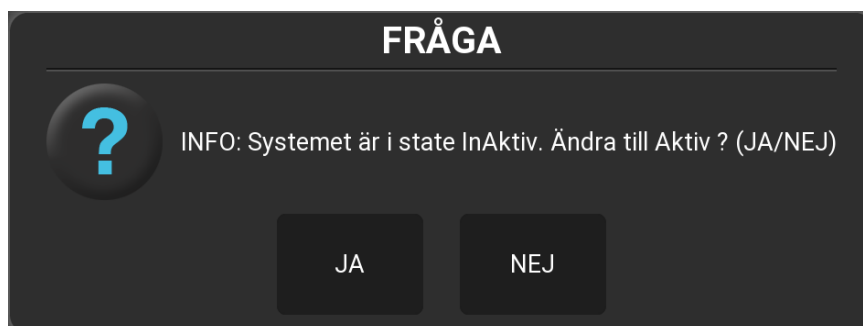 FRÅGA
?
INFO: Systemet är i state InAktiv. Ändra till Aktiv ? (JA/NEJ)
JA
NEJ